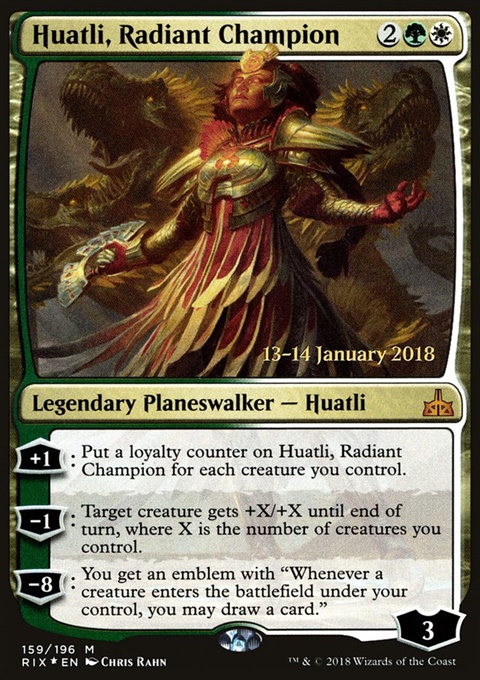 Huatli, Radiant Champion 2
13–14 January 2018
Legendary Planeswalker — Huatli
+1: Put a loyalty counter on Huatli, Radiant
Champion for each creature you control.
−1: Target creature gets +X/+X until end of
turn, where X is the number of creatures you
control.
−8: You get an emblem with “Whenever a
creature enters the battlefield under your
control, you may draw a card.”
3
159/196 M
RIX★EN Chris Rahn
™ & © 2018 Wizards of the Coast